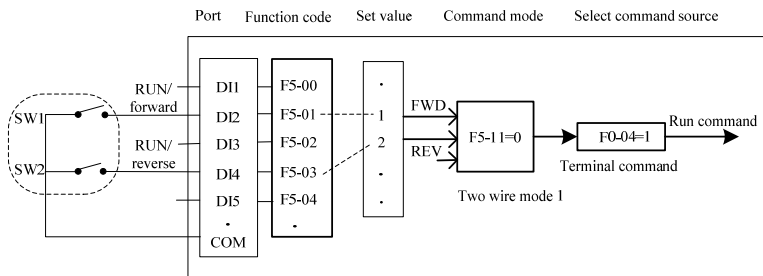 Port Function code Set value Command mode Select command source
RUN/
forward
SW1
RUN/
reverse
SW2
DI1
DI2
DI3
DI4
DI5
.
COM
F5-00
F5-01
F5-02
F5-03
F5-04
.
.
1
2
.
.
FWD
REV
F5-11=0
Two wire mode 1
F0-04=1
Terminal command
Run command